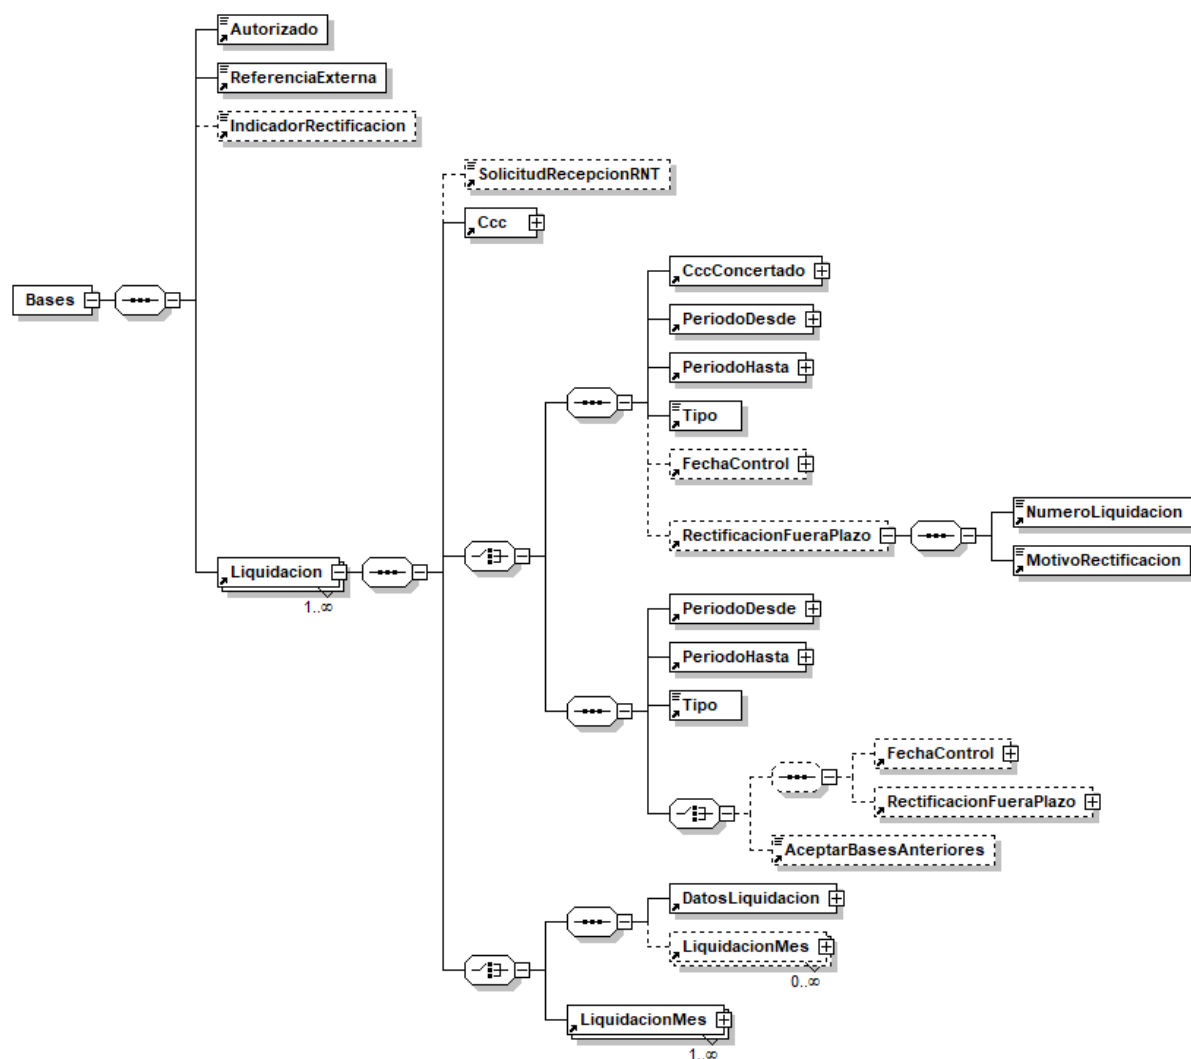 Autorizado
ReferenciaExterna
IndicadorRectificacion
SolicitudRecepcionRNT
Ccc
CccConcertado
Bases
PeriodoDesde
PeriodoHasta
Tipo
FechaControl
NumeroLiquidacion
RectificacionFueraPlazo
MotivoRectificacion
Liquidacion
1..∞
PeriodoDesde
PeriodoHasta
Tipo
FechaControl
RectificacionFueraPlazo
AceptarBasesAnteriores
DatosLiquidacion
LiquidacionMes
0..∞
LiquidacionMes
1..∞